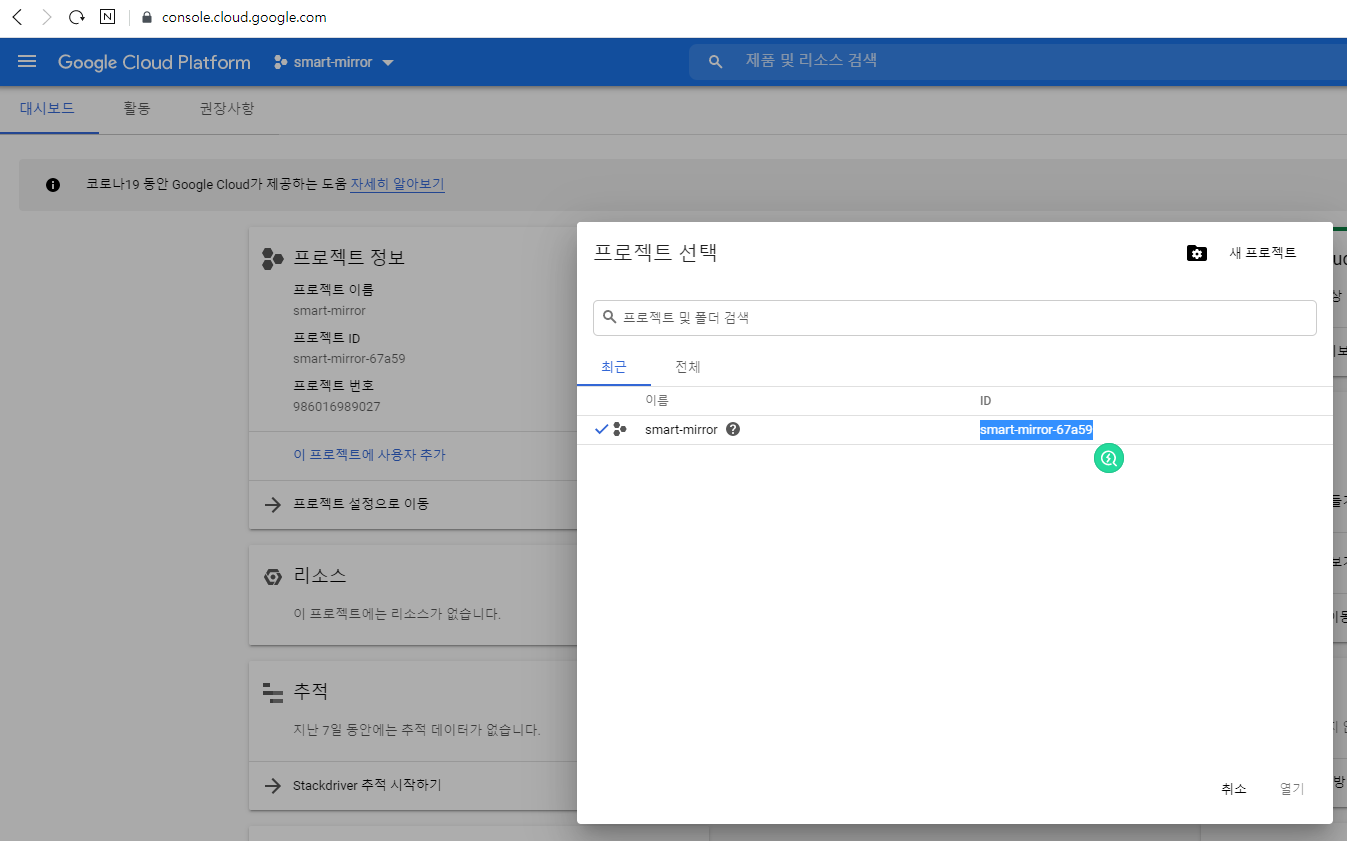 console.cloud.google.com
Google Cloud Platform
smart-mirror
제품 및 리소스 검색
대시보드
활동
권장사항
코로나19 동안 Google Cloud가 제공하는 도움 자세히 알아보기
프로젝트 정보
프로젝트 이름
smart-mirror
프로젝트 ID
smart-mirror-67a59
프로젝트 번호
986016989027
이 프로젝트에 사용자 추가
프로젝트 설정으로 이동
리소스
이 프로젝트에는 리소스가 없습니다.
추적
지난 7일 동안에는 추적 데이터가 없습니다.
Stackdriver 추적 시작하기
프로젝트 선택
새 프로젝트
프로젝트 및 폴더 검색
최근
전체
이름
ID
smart-mirror
smart-mirror-67a59
취소
열기